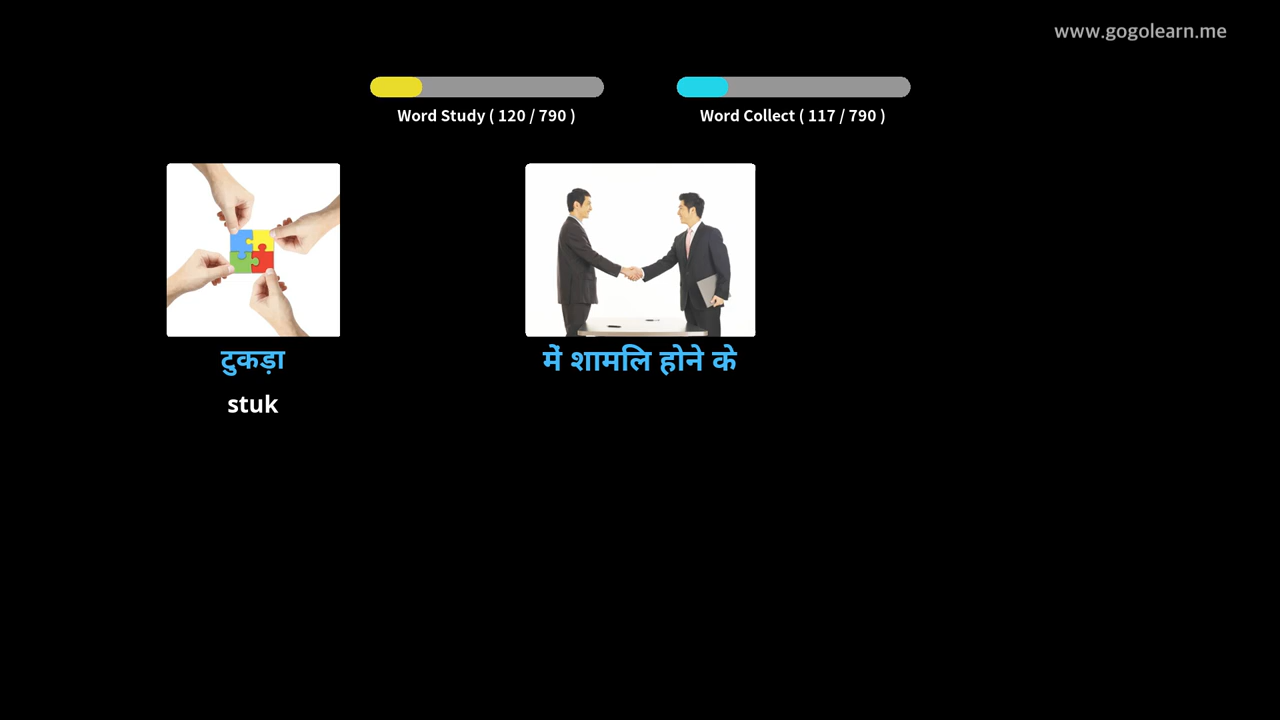 www.gogolearn.me
Word Study ( 120 / 790 )
Word Collect ( 117 / 790 )
टुकड़ा
stuk
में शामलि होने के